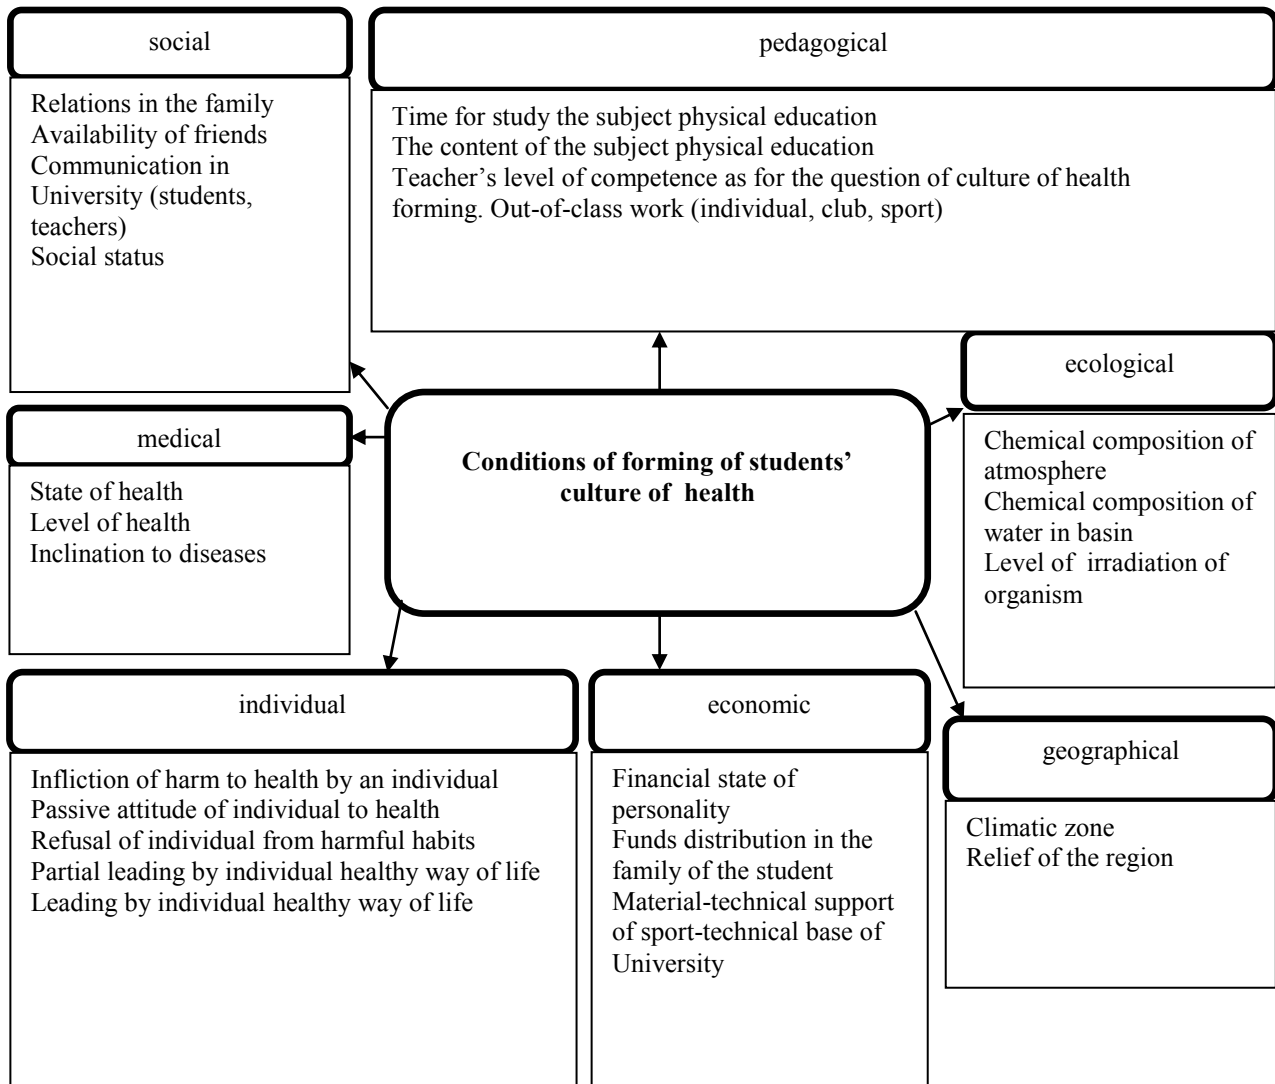 social
Relations in the family
Availability of friends
Communication in
University (students,
teachers)
Social status
pedagogical
Time for study the subject physical education
The content of the subject physical education
Teacher’s level of competence as for the question of culture of health
forming. Out-of-class work (individual, club, sport)
ecological
Chemical composition of
atmosphere
Chemical composition of
water in basin
Level of irradiation of
organism
medical
State of health
Level of health
Inclination to diseases
Conditions of forming of students’
culture of health
individual
Infliction of harm to health by an individual
Passive attitude of individual to health
Refusal of individual from harmful habits
Partial leading by individual healthy way of life
Leading by individual healthy way of life
economic
Financial state of
personality
Funds distribution in the
family of the student
Material-technical support
of sport-technical base of
University
geographical
Climatic zone
Relief of the region